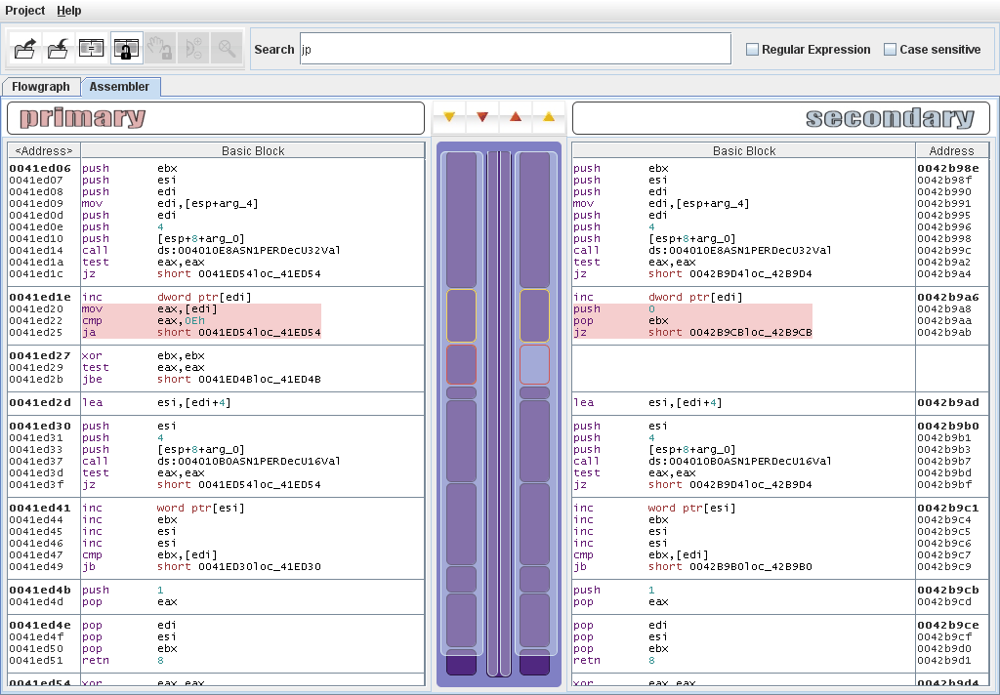 Project Help
Search jp Regular Expression Case sensitive
Flowgraph Assembler
primary secondary
<Address> Basic Block Basic Block Address
0041ed06 push ebx push ebx 0042b98e
0041ed07 push esi push esi 0042b98f
0041ed08 push edi push edi 0042b990
0041ed09 mov edi,[esp+arg_4] mov edi,[esp+arg_4] 0042b991
0041ed0d push edi push edi 0042b995
0041ed0e push 4 push 4 0042b996
0041ed10 push [esp+8+arg_0] push [esp+8+arg_0] 0042b998
0041ed14 call ds:004010E8ASN1PERDecU32Val call ds:004010E8ASN1PERDecU32Val 0042b99c
0041ed1a test eax,eax test eax,eax 0042b9a2
0041ed1c jz short 0041ED54loc_41ED54 jz short 0042B9D4loc_42B9D4 0042b9a4
0041ed1e inc dword ptr[edi] inc dword ptr[edi] 0042b9a6
0041ed20 mov eax,[edi] push 0 0042b9a8
0041ed22 cmp eax,0Eh pop ebx 0042b9aa
0041ed25 ja short 0041ED54loc_41ED54 jz short 0042B9CBloc_42B9CB 0042b9ab
0041ed27 xor ebx,ebx
0041ed29 test eax,eax
0041ed2b jbe short 0041ED4Bloc_41ED4B
0041ed2d lea esi,[edi+4] lea esi,[edi+4] 0042b9ad
0041ed30 push esi push esi 0042b9b0
0041ed31 push 4 push 4 0042b9b1
0041ed33 push [esp+8+arg_0] push [esp+8+arg_0] 0042b9b3
0041ed37 call ds:004010B0ASN1PERDecU16Val call ds:004010B0ASN1PERDecU16Val 0042b9b7
0041ed3d test eax,eax test eax,eax 0042b9bd
0041ed3f jz short 0041ED54loc_41ED54 jz short 0042B9D4loc_42B9D4 0042b9bf
0041ed41 inc word ptr[esi] inc word ptr[esi] 0042b9c1
0041ed44 inc ebx inc ebx 0042b9c4
0041ed45 inc esi inc esi 0042b9c5
0041ed46 inc esi inc esi 0042b9c6
0041ed47 cmp ebx,[edi] cmp ebx,[edi] 0042b9c7
0041ed49 jb short 0041ED30loc_41ED30 jb short 0042B9B0loc_42B9B0 0042b9c9
0041ed4b push 1 push 1 0042b9cb
0041ed4d pop eax pop eax 0042b9cd
0041ed4e pop edi pop edi 0042b9ce
0041ed4f pop esi pop esi 0042b9cf
0041ed50 pop ebx pop ebx 0042b9d0
0041ed51 retn 8 retn 8 0042b9d1
0041ed54 xor eax,eax xor eax,eax 0042b9d4